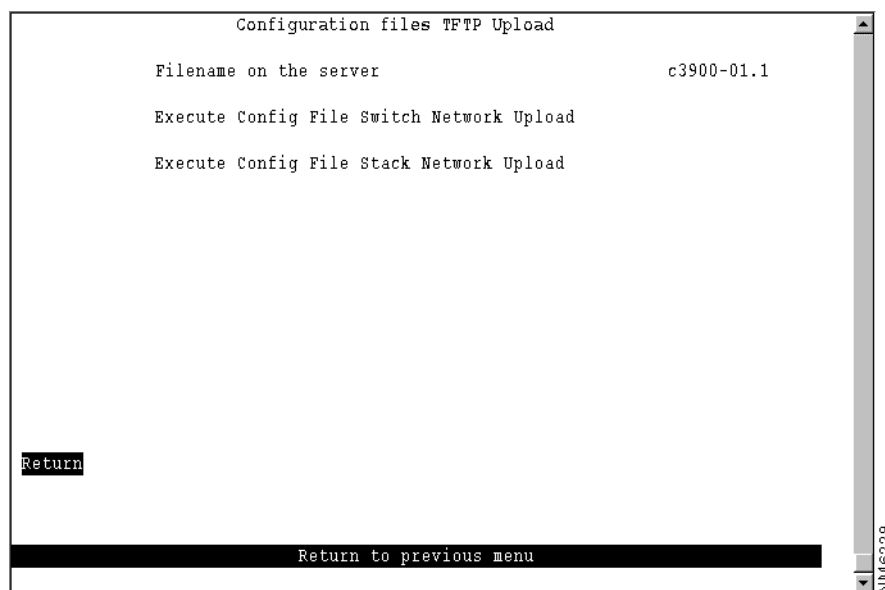 Configuration files TFTP Upload
Filename on the server c3900-01.1
Execute Config File Switch Network Upload
Execute Config File Stack Network Upload
Return
Return to previous menu